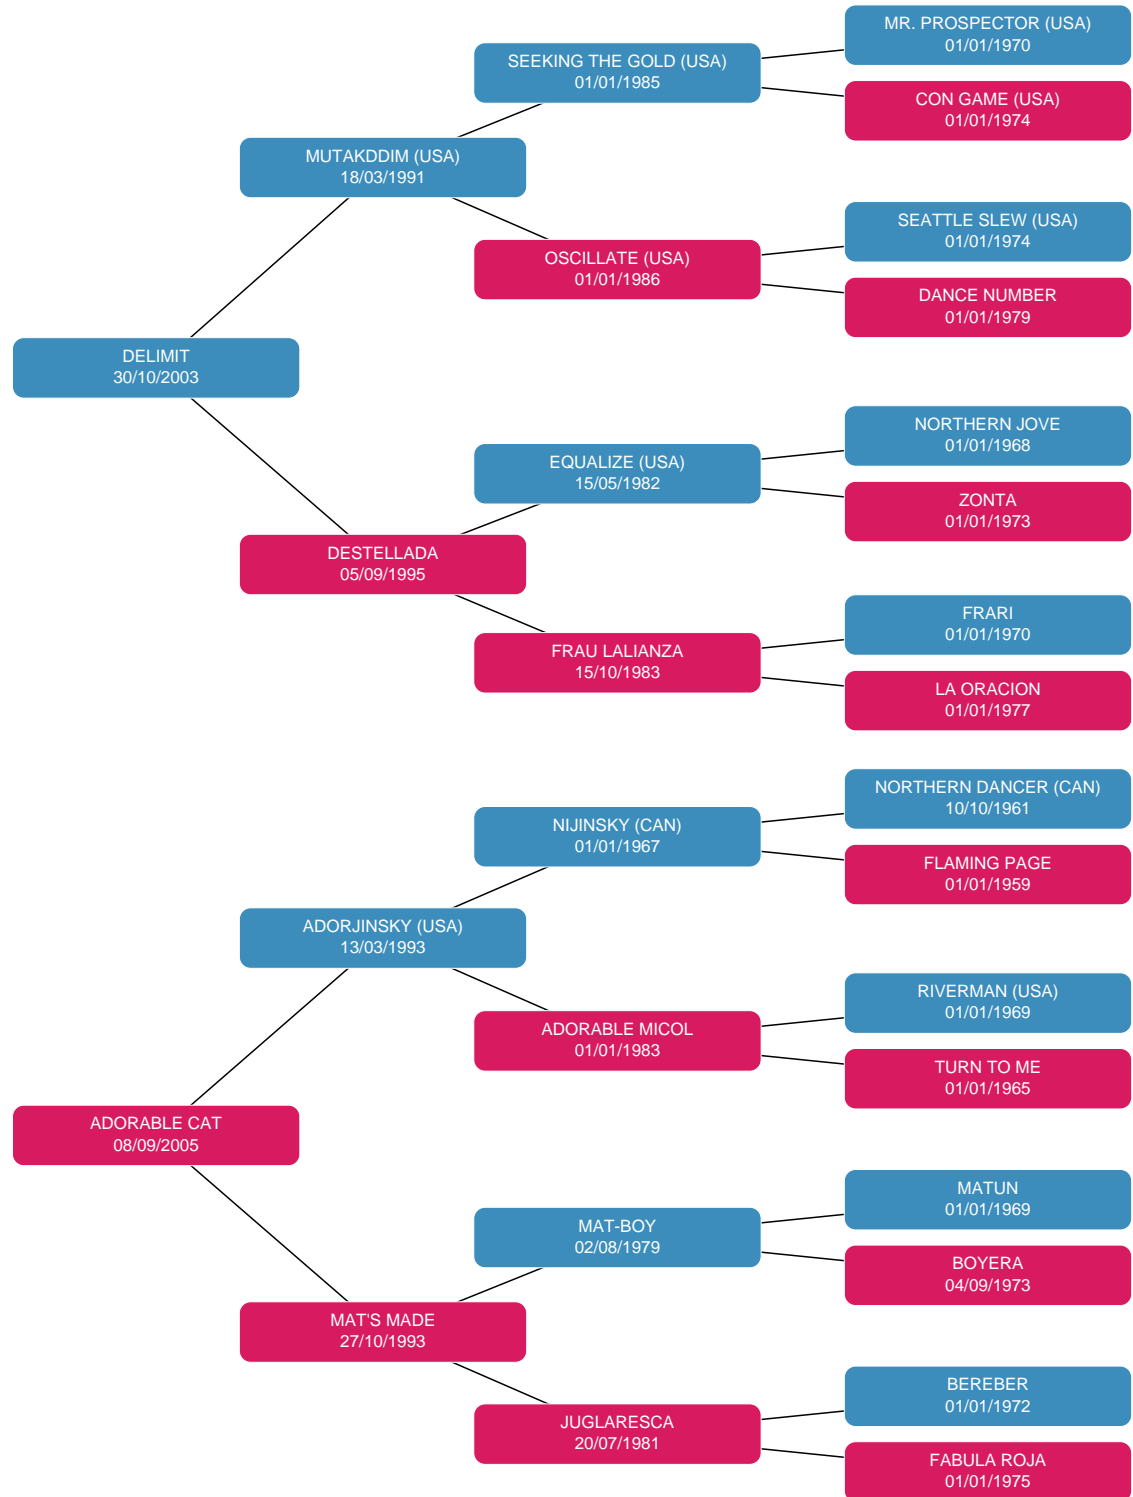 MR. PROSPECTOR (USA)
01/01/1970
SEEKING THE GOLD (USA)
01/01/1985
CON GAME (USA)
01/01/1974
MUTAKDDIM (USA)
18/03/1991
SEATTLE SLEW (USA)
01/01/1974
OSCILLATE (USA)
01/01/1986
DANCE NUMBER
01/01/1979
DELIMIT
30/10/2003
NORTHERN JOVE
01/01/1968
EQUALIZE (USA)
15/05/1982
ZONTA
01/01/1973
DESTELLADA
05/09/1995
FRARI
01/01/1970
FRAU LALIANZA
15/10/1983
LA ORACION
01/01/1977
NORTHERN DANCER (CAN)
10/10/1961
NIJINSKY (CAN)
01/01/1967
FLAMING PAGE
01/01/1959
ADORJINSKY (USA)
13/03/1993
RIVERMAN (USA)
01/01/1969
ADORABLE MICOL
01/01/1983
TURN TO ME
01/01/1965
ADORABLE CAT
08/09/2005
MATUN
01/01/1969
MAT-BOY
02/08/1979
BOYERA
04/09/1973
MAT'S MADE
27/10/1993
BEREBER
01/01/1972
JUGLARESCA
20/07/1981
FABULA ROJA
01/01/1975